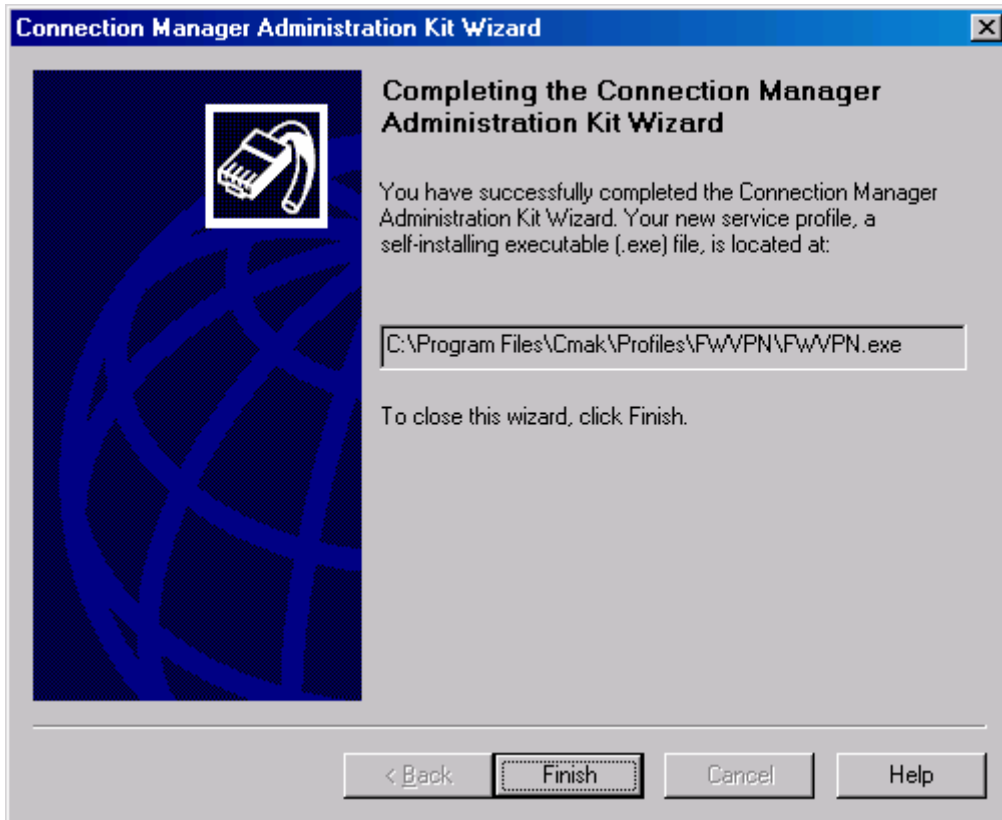 Connection Manager Administration Kit Wizard
Completing the Connection Manager
Administration Kit Wizard
You have successfully completed the Connection Manager
Administration Kit Wizard. Your new service profile, a
self-installing executable (.exe) file, is located at:
C:\Program Files\Cmak\Profiles\FWVPN\FWVPN.exe
To close this wizard, click Finish.
< Back
Finish
Cancel
Help